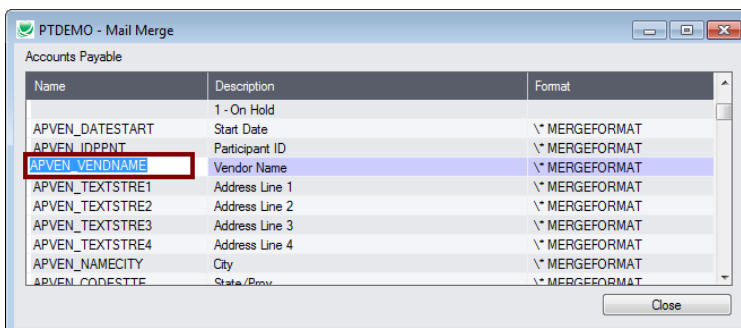 PTDEMO - Mail Merge
Accounts Payable
Name Description Format
1 - On Hold
APVEN_DATESTART Start Date \* MERGEFORMAT
APVEN_IDPPNT Participant ID \* MERGEFORMAT
APVEN_VENDNAME Vendor Name \* MERGEFORMAT
APVEN_TEXTSTRE1 Address Line 1 \* MERGEFORMAT
APVEN_TEXTSTRE2 Address Line 2 \* MERGEFORMAT
APVEN_TEXTSTRE3 Address Line 3 \* MERGEFORMAT
APVEN_TEXTSTRE4 Address Line 4 \* MERGEFORMAT
APVEN_NAMECITY City \* MERGEFORMAT
APVEN_CODESTTE State/Prov \* MERGEFORMAT
Close